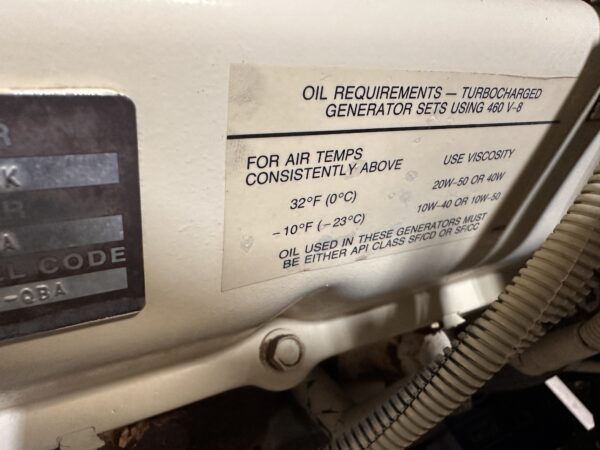 OIL REQUIREMENTS — TURBOCHARGED
GENERATOR SETS USING 460 V-8
FOR AIR TEMPS
CONSISTENTLY ABOVE
USE VISCOSITY
32°F (0°C)
20W-50 OR 40W
-10°F (-23°C)
10W-40 OR 10W-50
OIL USED IN THESE GENERATORS MUST
BE EITHER API CLASS SF/CD OR SF/CC
R
K
R
A
CODE
-QBA